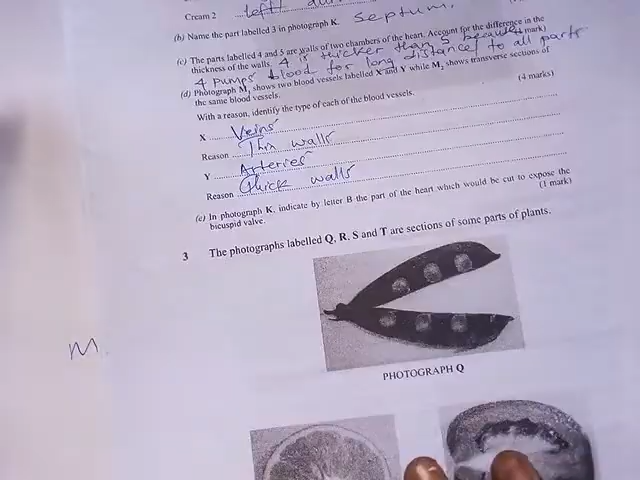 Cream 2 left
(b) Name the part labelled 3 in photograph K. Septum.
(c) The parts labelled 4 and 5 are walls of two chambers of the heart. Account for the difference in the
thickness of the walls. 4 is thicker than 5 because mark)
4 pumps blood for long distance to all parts
(d) Photograph M1 shows two blood vessels labelled X and Y while M2 shows transverse sections of
the same blood vessels. (4 marks)
With a reason, identify the type of each of the blood vessels.
X Veins
Reason Thin walls
Y Arteries
Reason Thick walls
(e) In photograph K, indicate by letter B the part of the heart which would be cut to expose the
bicuspid valve. (1 mark)
3 The photographs labelled Q, R, S and T are sections of some parts of plants.
M
PHOTOGRAPH Q